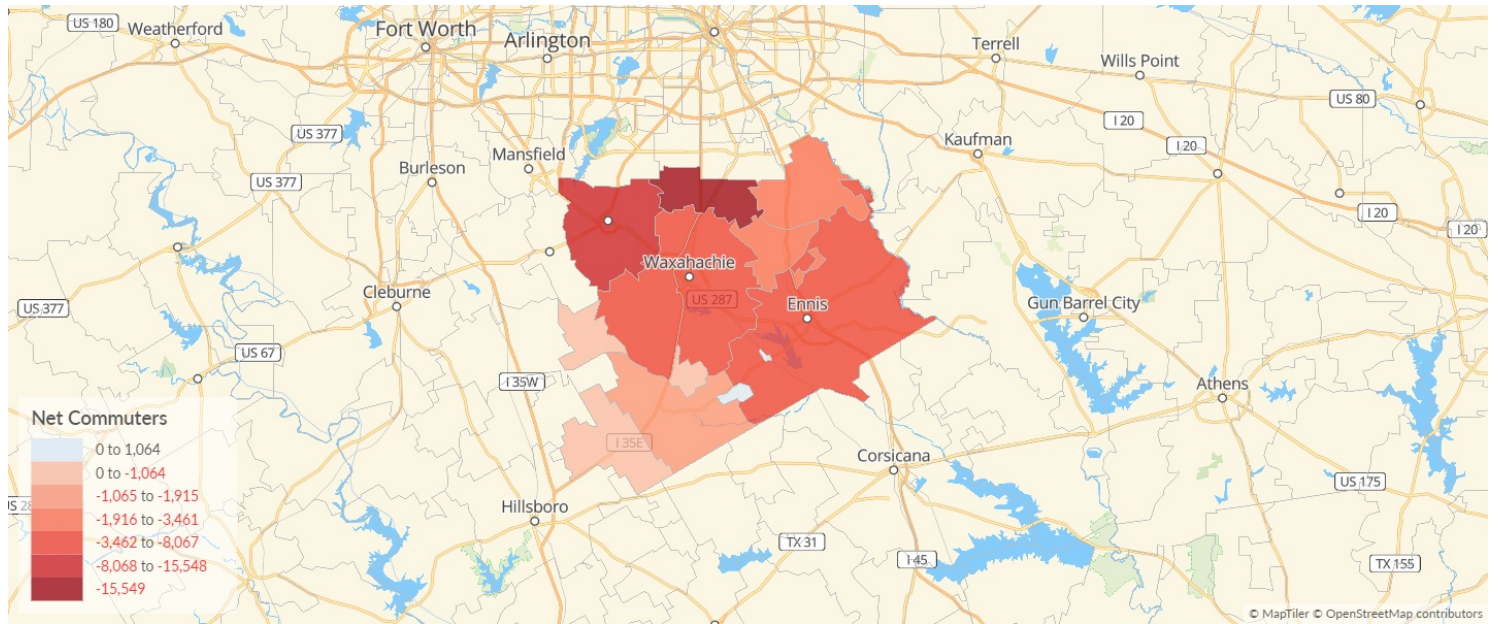 US 180
Weatherford
Fort Worth
Arlington
Terrell
Wills Point
US 80
I 20
US 377
Mansfield
Kaufman
I 20
Burleson
US 377
I 20
I 20
Waxahachie
Cleburne
US 287
Ennis
Gun Barrel City
US 377
US 67
I 35W
Athens
Net Commuters
0 to 1,064
0 to -1,064
-1,065 to -1,915
-1,916 to -3,461
-3,462 to -8,067
-8,068 to -15,548
-15,549
I 35E
Corsicana
US 175
Hillsboro
TX 31
I 45
TX 155
© MapTiler © OpenStreetMap contributors